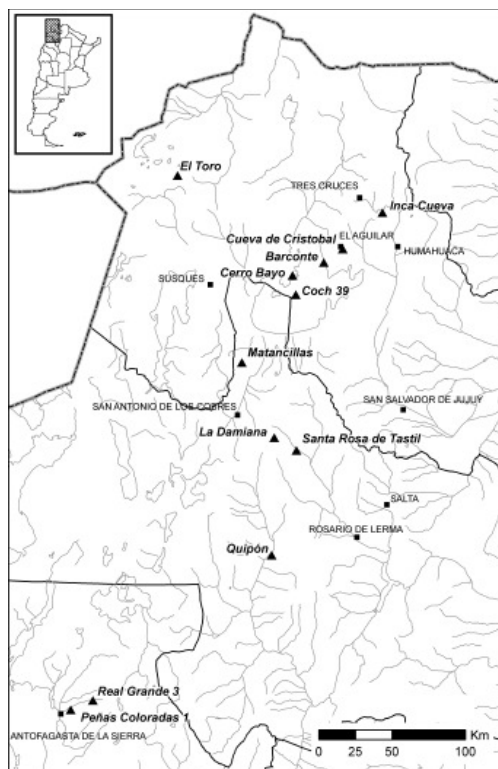 El Toro
TRES CRUCES
Inca Cueva
EL AGUILAR
Cueva de Cristobal
HUMAHUACA
Barconte
Cerro Bayo
SUSQUES
Coch 39
Matancillas
SAN ANTONIO DE LOS COBRES
SAN SALVADOR DE JUJUY
La Damiana
Santa Rosa de Tastil
SALTA
ROSARIO DE LERMA
Quipón
Real Grande 3
Peñas Coloradas 1
ANTOFAGASTA DE LA SIERRA
Km
0 25 50 100